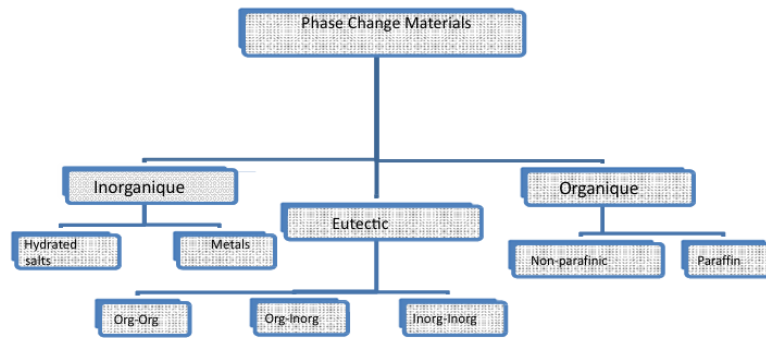 Phase Change Materials
Inorganique
Organique
Eutectic
Hydrated
salts
Metals
Non-parafinic
Paraffin
Org-Org
Org-Inorg
Inorg-Inorg